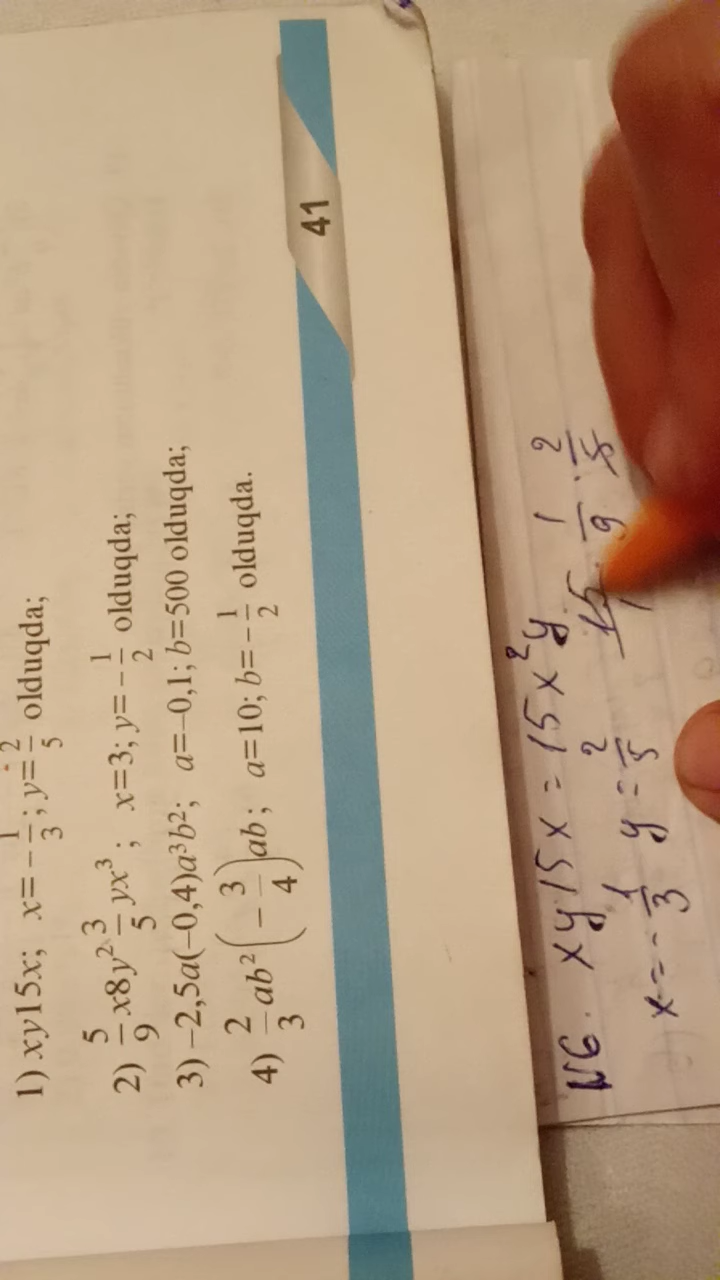 1) xy15x; x=-1/3; y=2/5 olduqda;
2) 5/9 x8y² 3/5 yx³; x=3; y=-1/2 olduqda;
3) –2,5a(–0,4)a³b²; a=–0,1; b=500 olduqda;
4) 2/3 ab² (-3/4) ab; a=10; b=-1/2 olduqda.
41
№6. xy15x = 15x²y
x = -1/3 y = 2/5 15 · 1/9 · 2/5